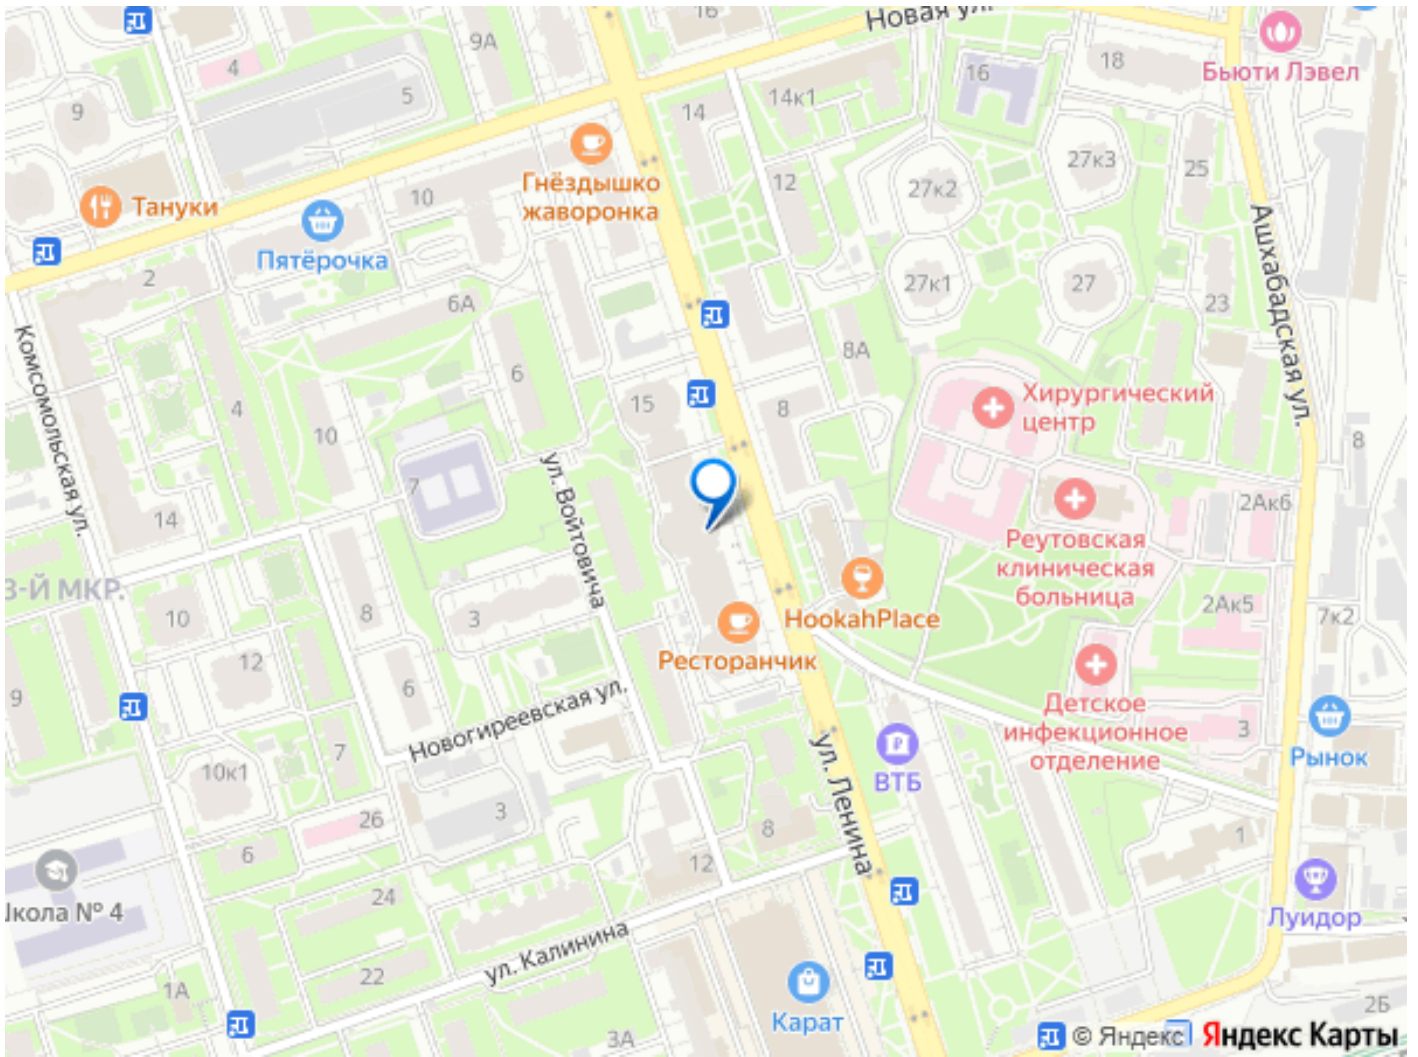 16
Новая ул.
9А
4
5
9
14
14к1
16
18
Бьюти Лэвел
Гнёздышко
жаворонка
10
12
27к2
27к3
25
Тануки
Пятёрочка
2
6А
27к1
27
23
Ашхабадская ул.
Комсомольская ул.
8А
6
15
8
4
10
Хирургический
центр
8
7
14
ул. Войтовича
2Ак6
Реутовская
клиническая
больница
3-Й МКР.
10
8
3
HookahPlace
2Ак5
7к2
Ресторанчик
12
6
9
Новогиреевская ул.
Детское
инфекционное
отделение
3
Рынок
7
10к1
ул. Ленина
ВТБ
26
3
8
1
6
12
24
Школа № 4
Луидор
ул. Калинина
22
1А
Карат
3А
2Б
© Яндекс
Яндекс Карты